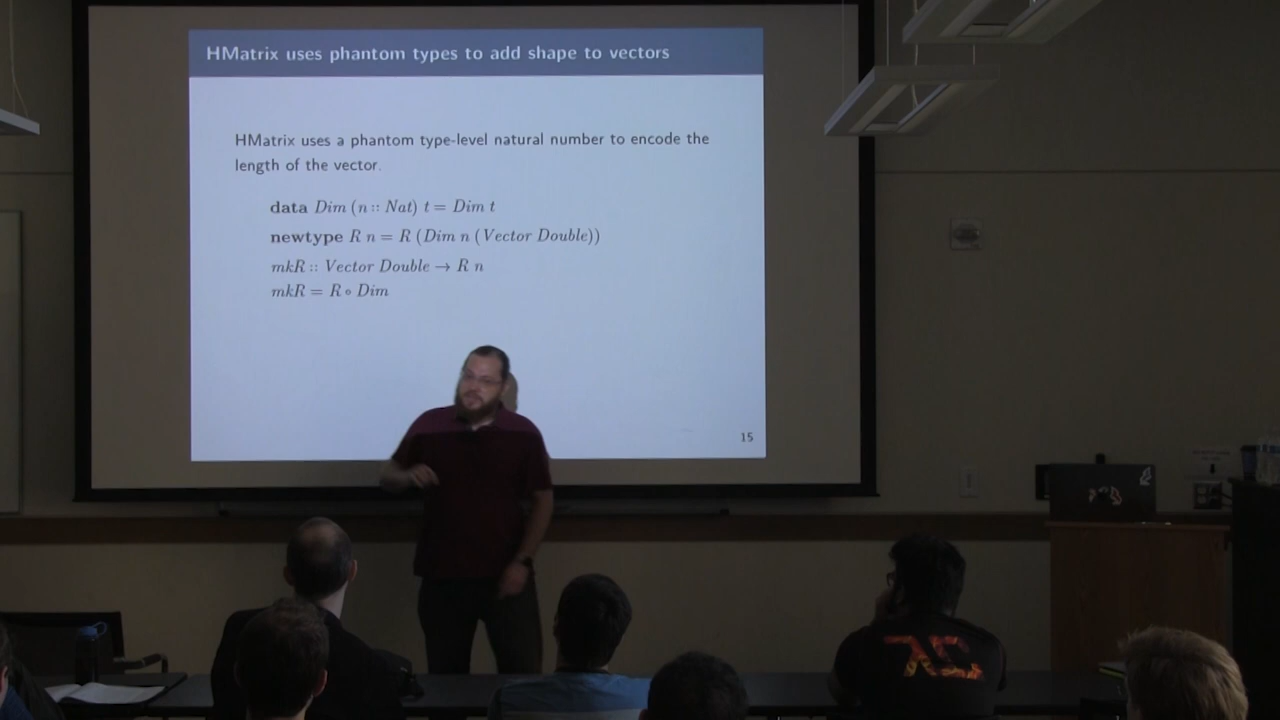 HMatrix uses phantom types to add shape to vectors
HMatrix uses a phantom type-level natural number to encode the
length of the vector.
data Dim (n :: Nat) t = Dim t
newtype R n = R (Dim n (Vector Double))
mkR :: Vector Double → R n
mkR = R ∘ Dim
15